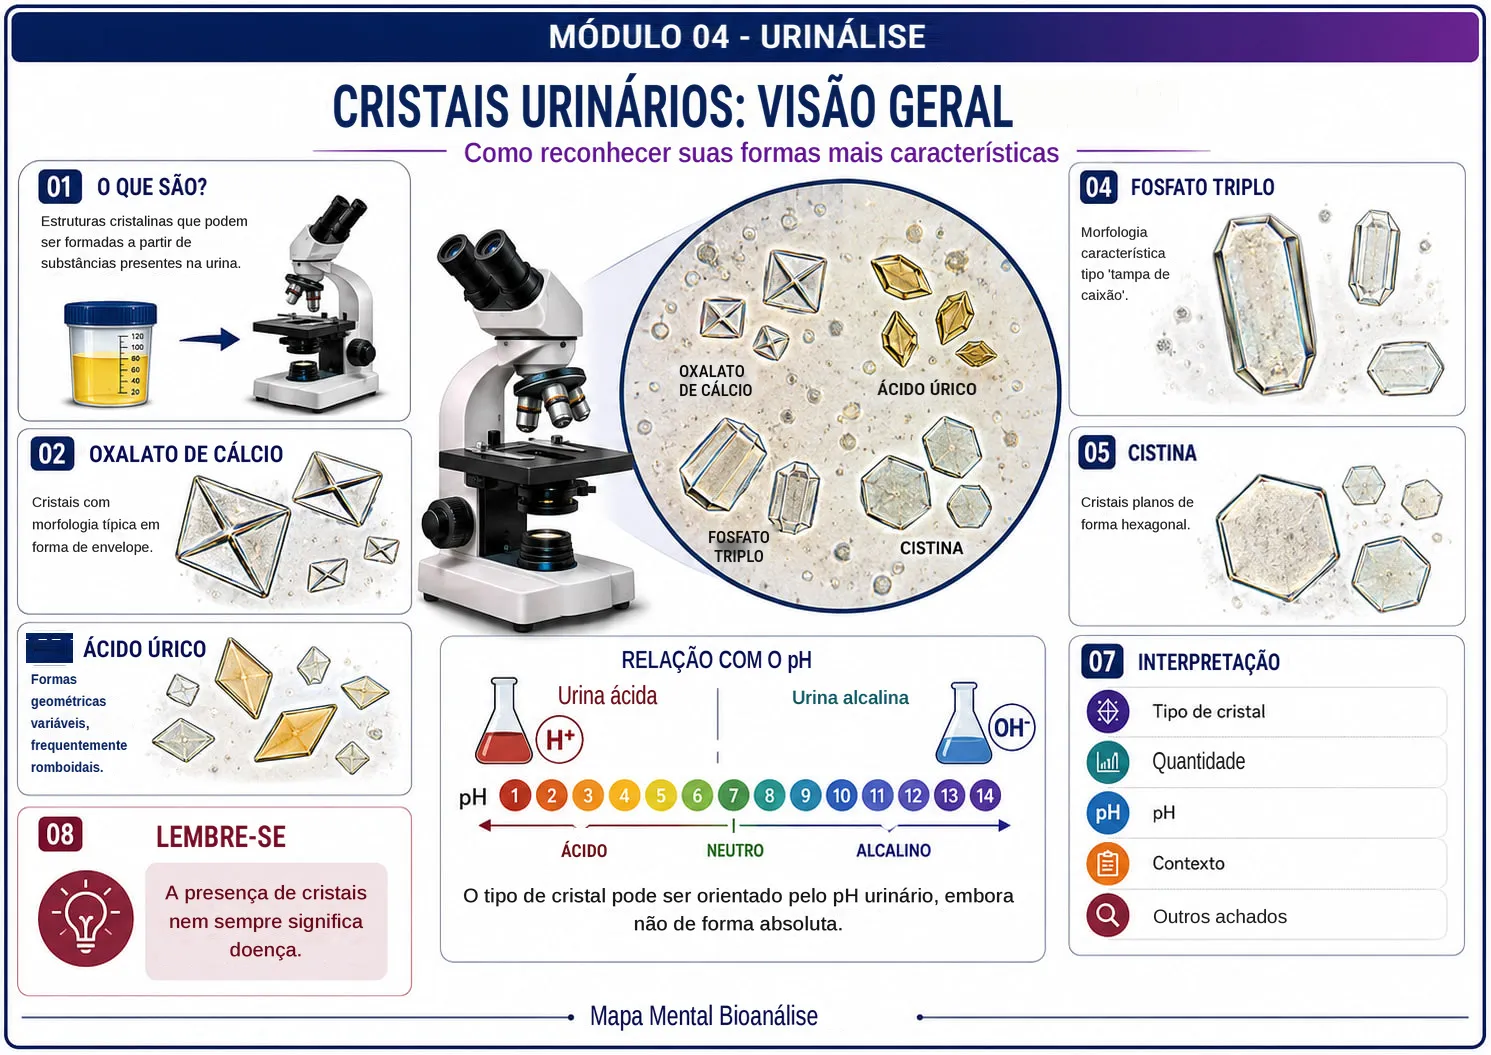 MÓDULO 04 - URINÁLISE
CRISTAIS URINÁRIOS: VISÃO GERAL
Como reconhecer suas formas mais características
01 O QUE SÃO?
Estruturas cristalinas que podem
ser formadas a partir de
substâncias presentes na urina.
120
100
80
60
40
20
02 OXALATO DE CÁLCIO
Cristais com
morfologia típica em
forma de envelope.
ÁCIDO ÚRICO
Formas
geométricas
variáveis,
frequentemente
romboidais.
08 LEMBRE-SE
A presença de cristais
nem sempre significa
doença.
OXALATO
DE CÁLCIO
ÁCIDO ÚRICO
FOSFATO
TRIPLO
CISTINA
RELAÇÃO COM O pH
Urina ácida
Urina alcalina
H+
OH-
pH 1 2 3 4 5 6 7 8 9 10 11 12 13 14
ÁCIDO NEUTRO ALCALINO
O tipo de cristal pode ser orientado pelo pH urinário, embora
não de forma absoluta.
04 FOSFATO TRIPLO
Morfologia
característica
tipo 'tampa de
caixão'.
05 CISTINA
Cristais planos de
forma hexagonal.
07 INTERPRETAÇÃO
Tipo de cristal
Quantidade
pH pH
Contexto
Outros achados
Mapa Mental Bioanálise